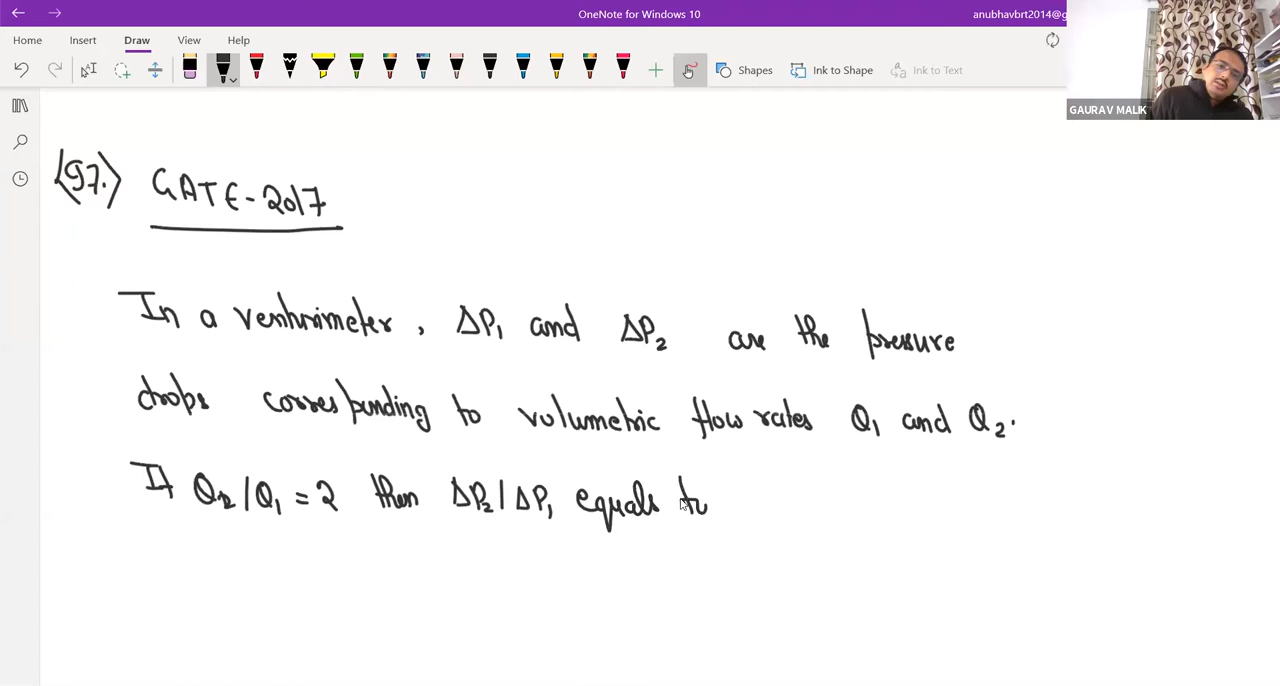 OneNote for Windows 10
anubhavbrt2014@g
Home Insert Draw View Help
Shapes Ink to Shape Ink to Text
GAURAV MALIK
<97.> GATE-2017
In a venturimeter, ΔP₁ and ΔP₂ are the pressure
drops corresponding to volumetric flow rates Q₁ and Q₂.
If Q₂/Q₁ = 2 then ΔP₂/ΔP₁ equals to